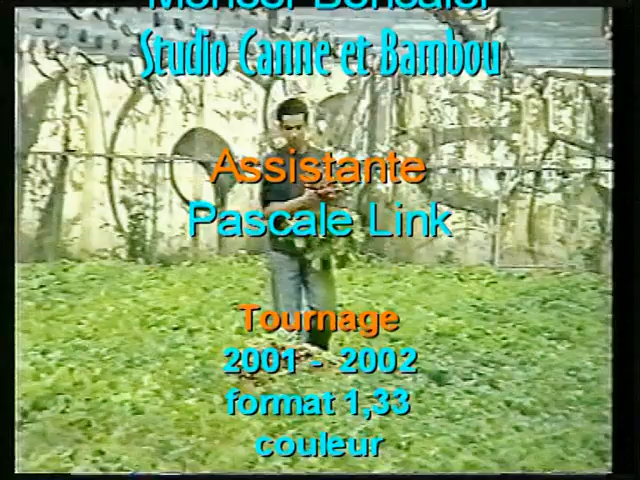 Studio Canne et Bambou
Assistante
Pascale Link
Tournage
2001 - 2002
format 1,33
couleur